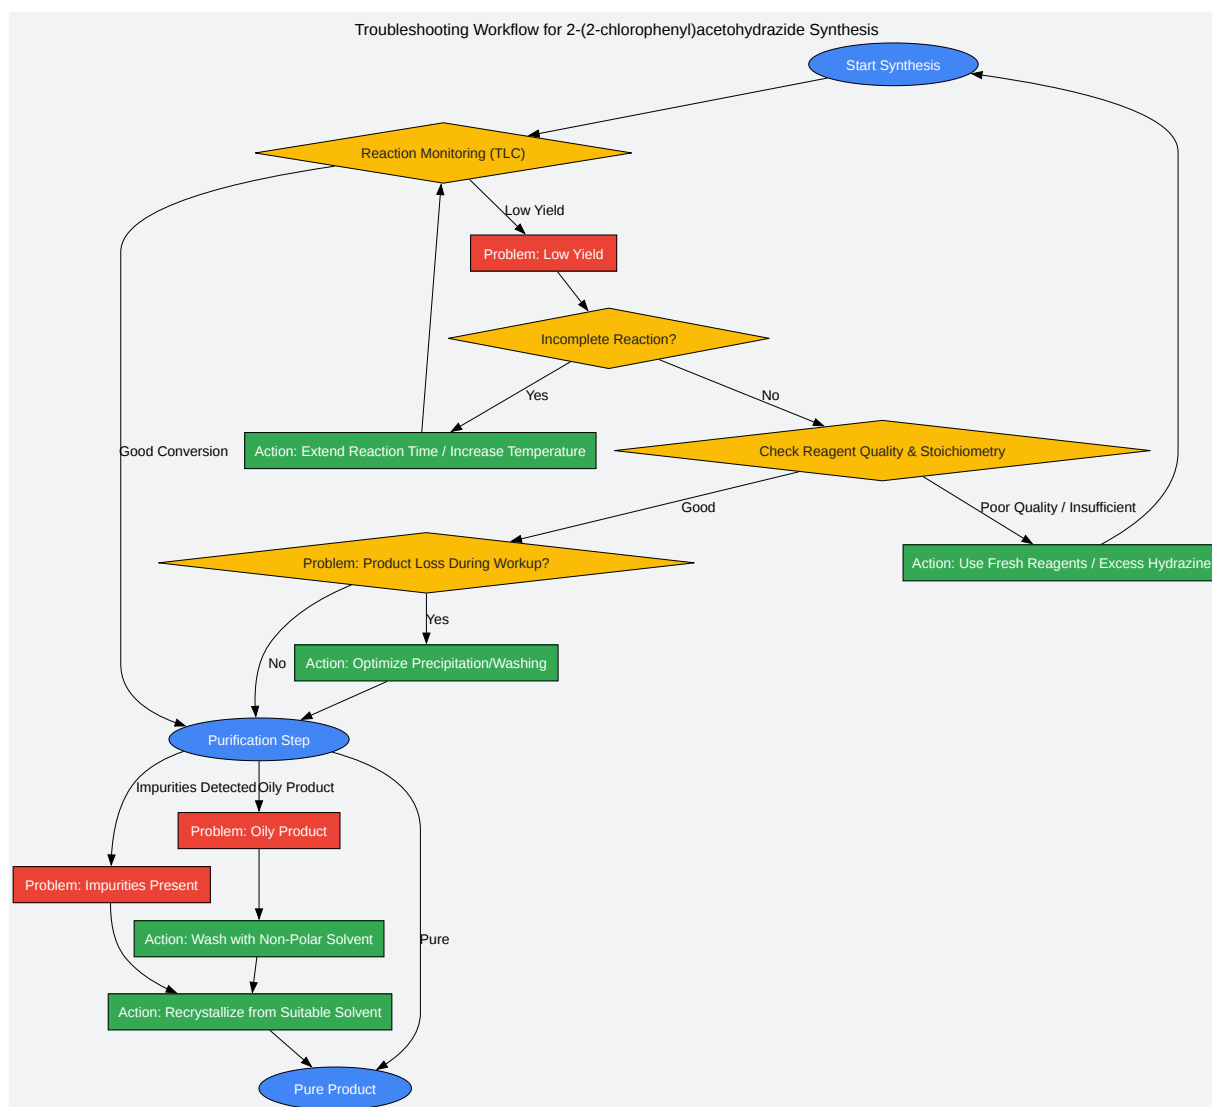 Troubleshooting Workflow for 2-(2-chlorophenyl)acetohydrazide Synthesis
Start Synthesis
Reaction Monitoring (TLC)
Low Yield
Problem: Low Yield
Incomplete Reaction?
Yes
No
Good Conversion
Action: Extend Reaction Time / Increase Temperature
Check Reagent Quality & Stoichiometry
Good
Poor Quality / Insufficient
Problem: Product Loss During Workup?
Action: Use Fresh Reagents / Excess Hydrazine
Yes
No
Action: Optimize Precipitation/Washing
Purification Step
Impurities Detected
Oily Product
Problem: Oily Product
Problem: Impurities Present
Action: Wash with Non-Polar Solvent
Pure
Action: Recrystallize from Suitable Solvent
Pure Product